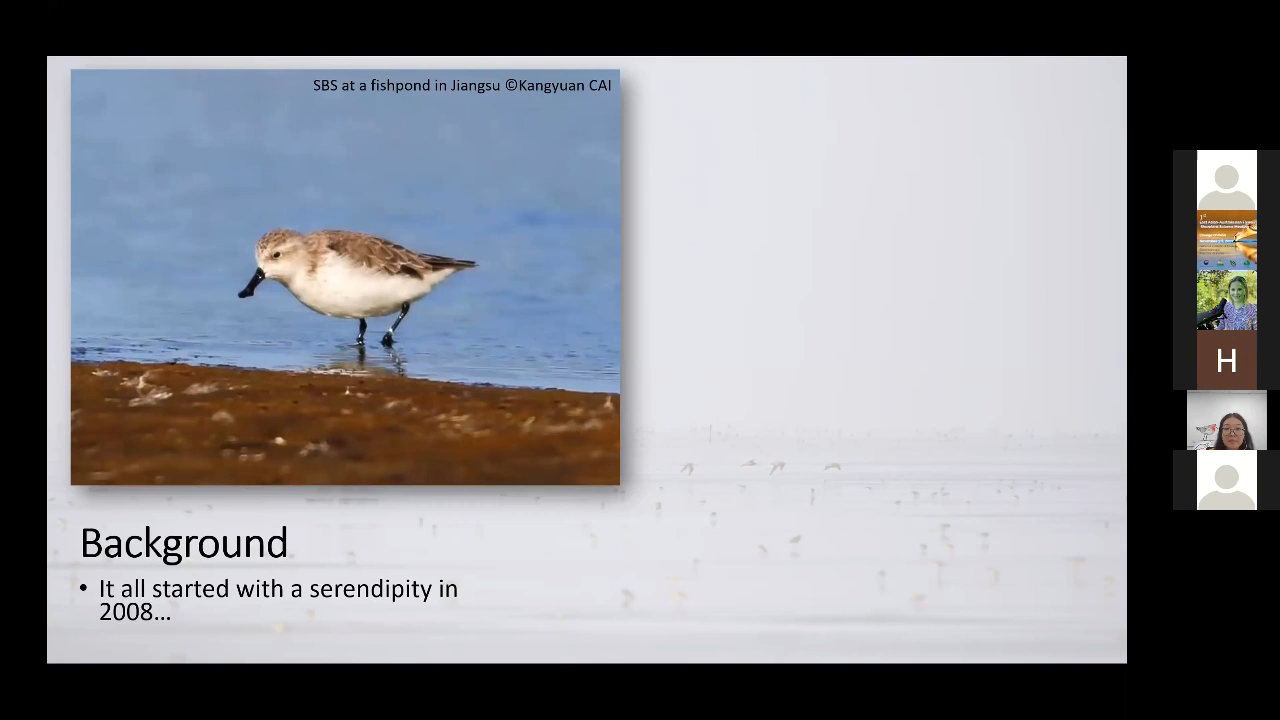 SBS at a fishpond in Jiangsu ©Kangyuan CAI
Background
• It all started with a serendipity in
2008...
H